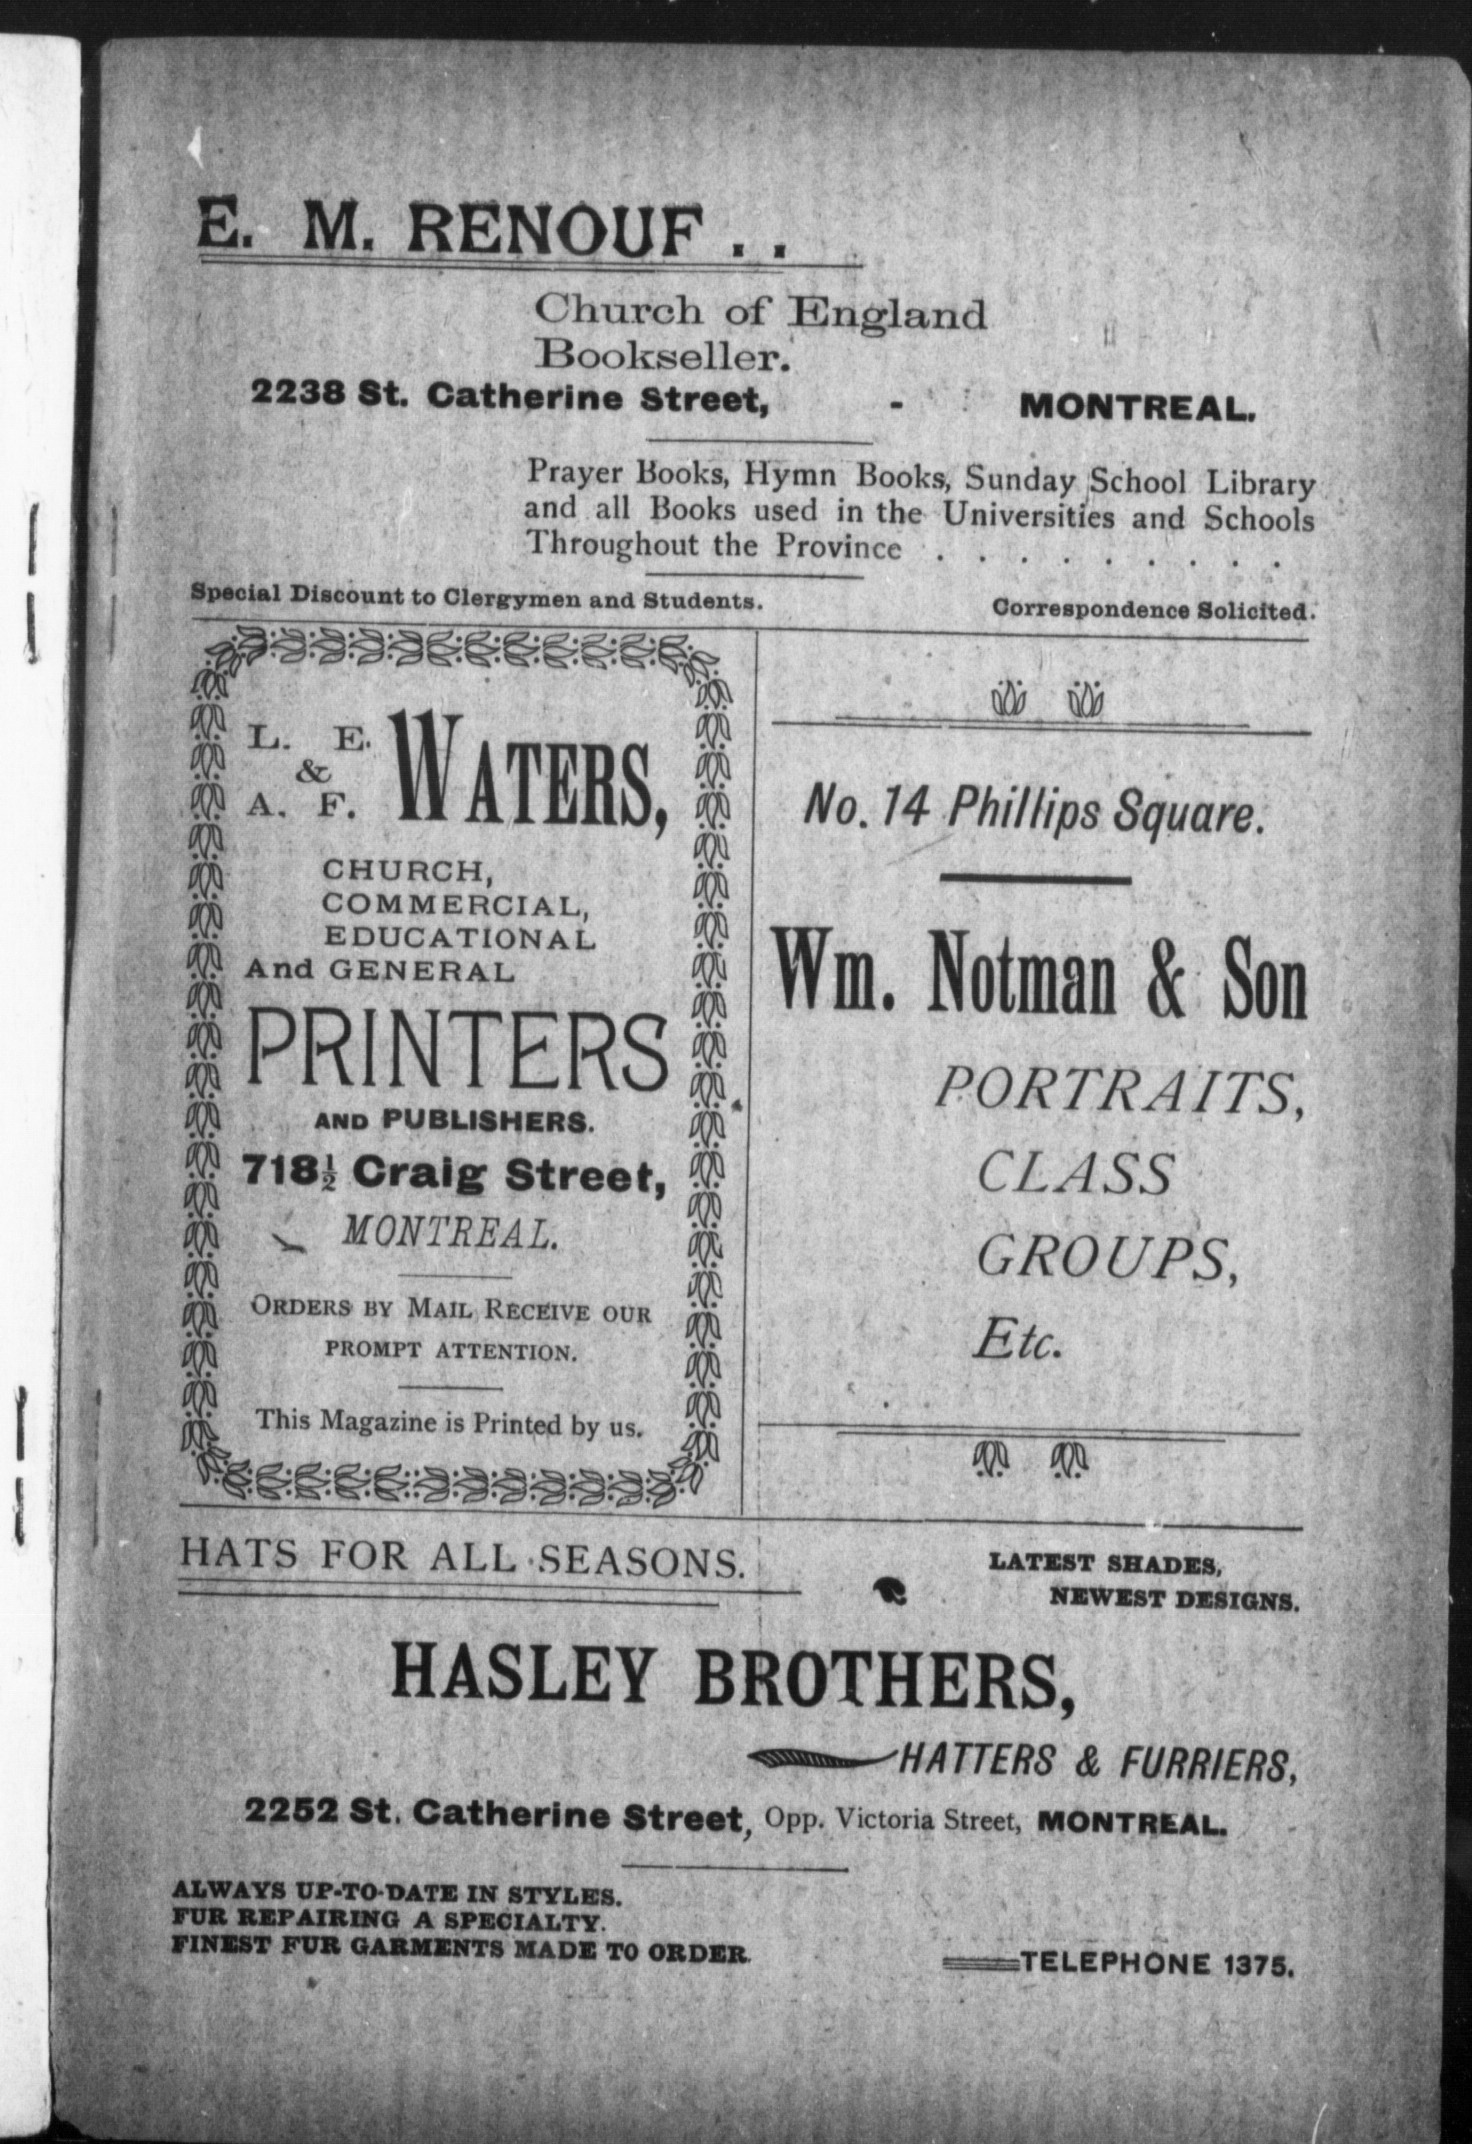 E. M. RENOUF . .
Church of England
Bookseller.
2238 St. Catherine Street, - MONTREAL.
Prayer Books, Hymn Books, Sunday School Library
and all Books used in the Universities and Schools
Throughout the Province . . . . . . . . .
Special Discount to Clergymen and Students. Correspondence Solicited.
L. E.
&
A. F.
WATERS,
CHURCH,
COMMERCIAL,
EDUCATIONAL
And GENERAL
PRINTERS
AND PUBLISHERS.
718½ Craig Street,
MONTREAL.
ORDERS BY MAIL RECEIVE OUR
PROMPT ATTENTION.
This Magazine is Printed by us.
No. 14 Phillips Square.
Wm. Notman & Son
PORTRAITS,
CLASS
GROUPS,
Etc.
HATS FOR ALL SEASONS.
LATEST SHADES,
NEWEST DESIGNS.
HASLEY BROTHERS,
HATTERS & FURRIERS,
2252 St. Catherine Street, Opp. Victoria Street, MONTREAL.
ALWAYS UP-TO-DATE IN STYLES.
FUR REPAIRING A SPECIALTY.
FINEST FUR GARMENTS MADE TO ORDER.
TELEPHONE 1375.